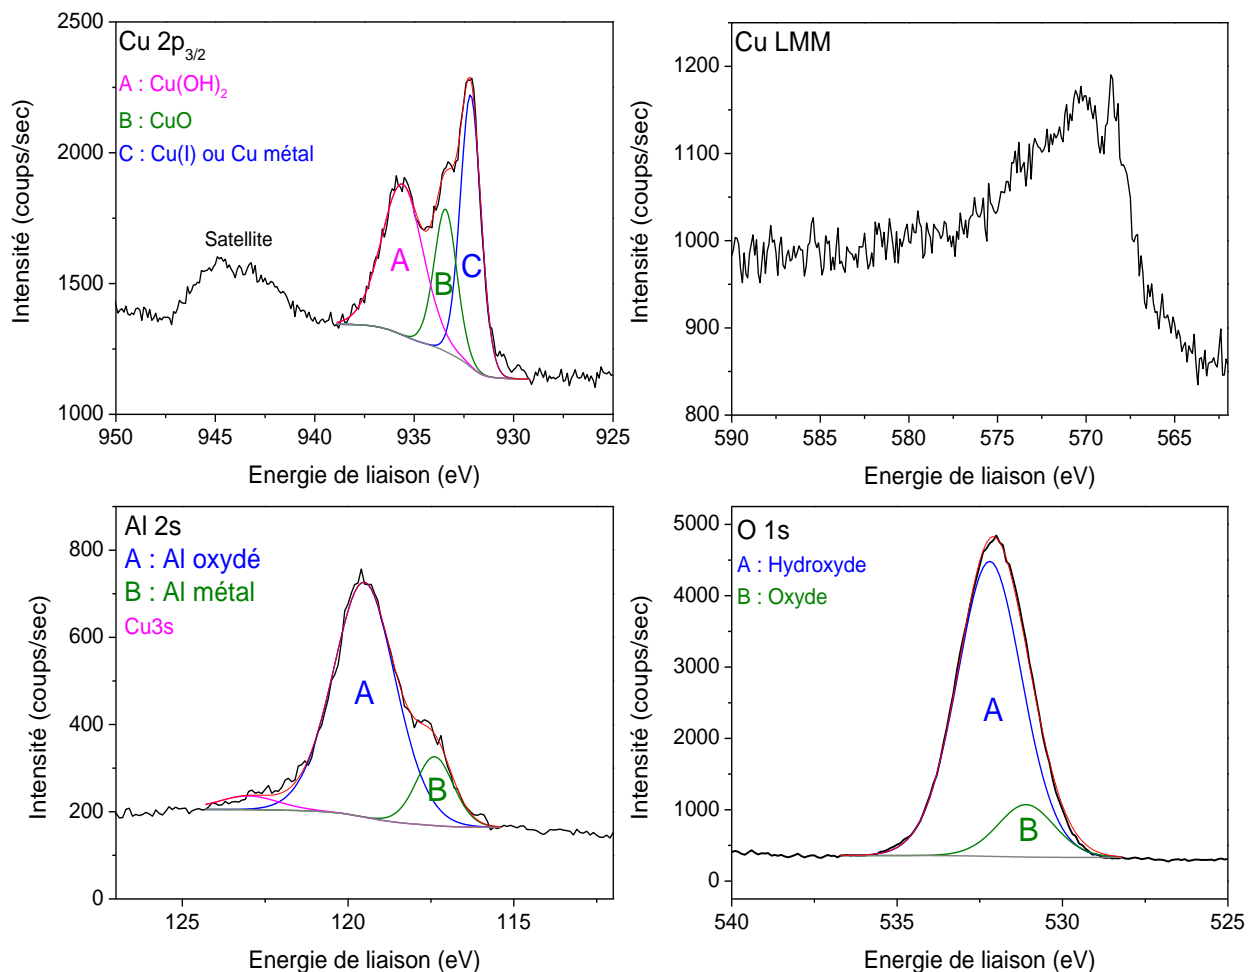 Cu 2p3/2
A : Cu(OH)2
B : CuO
C : Cu(I) ou Cu métal
Satellite
A
B
C
2500
2000
1500
1000
950 945 940 935 930 925
Intensité (coups/sec)
Energie de liaison (eV)
Cu LMM
1200
1100
1000
900
800
590 585 580 575 570 565
Intensité (coups/sec)
Energie de liaison (eV)
Al 2s
A : Al oxydé
B : Al métal
Cu3s
A
B
800
600
400
200
0
125 120 115
Intensité (coups/sec)
Energie de liaison (eV)
O 1s
A : Hydroxyde
B : Oxyde
A
B
5000
4000
3000
2000
1000
0
540 535 530 525
Intensité (coups/sec)
Energie de liaison (eV)